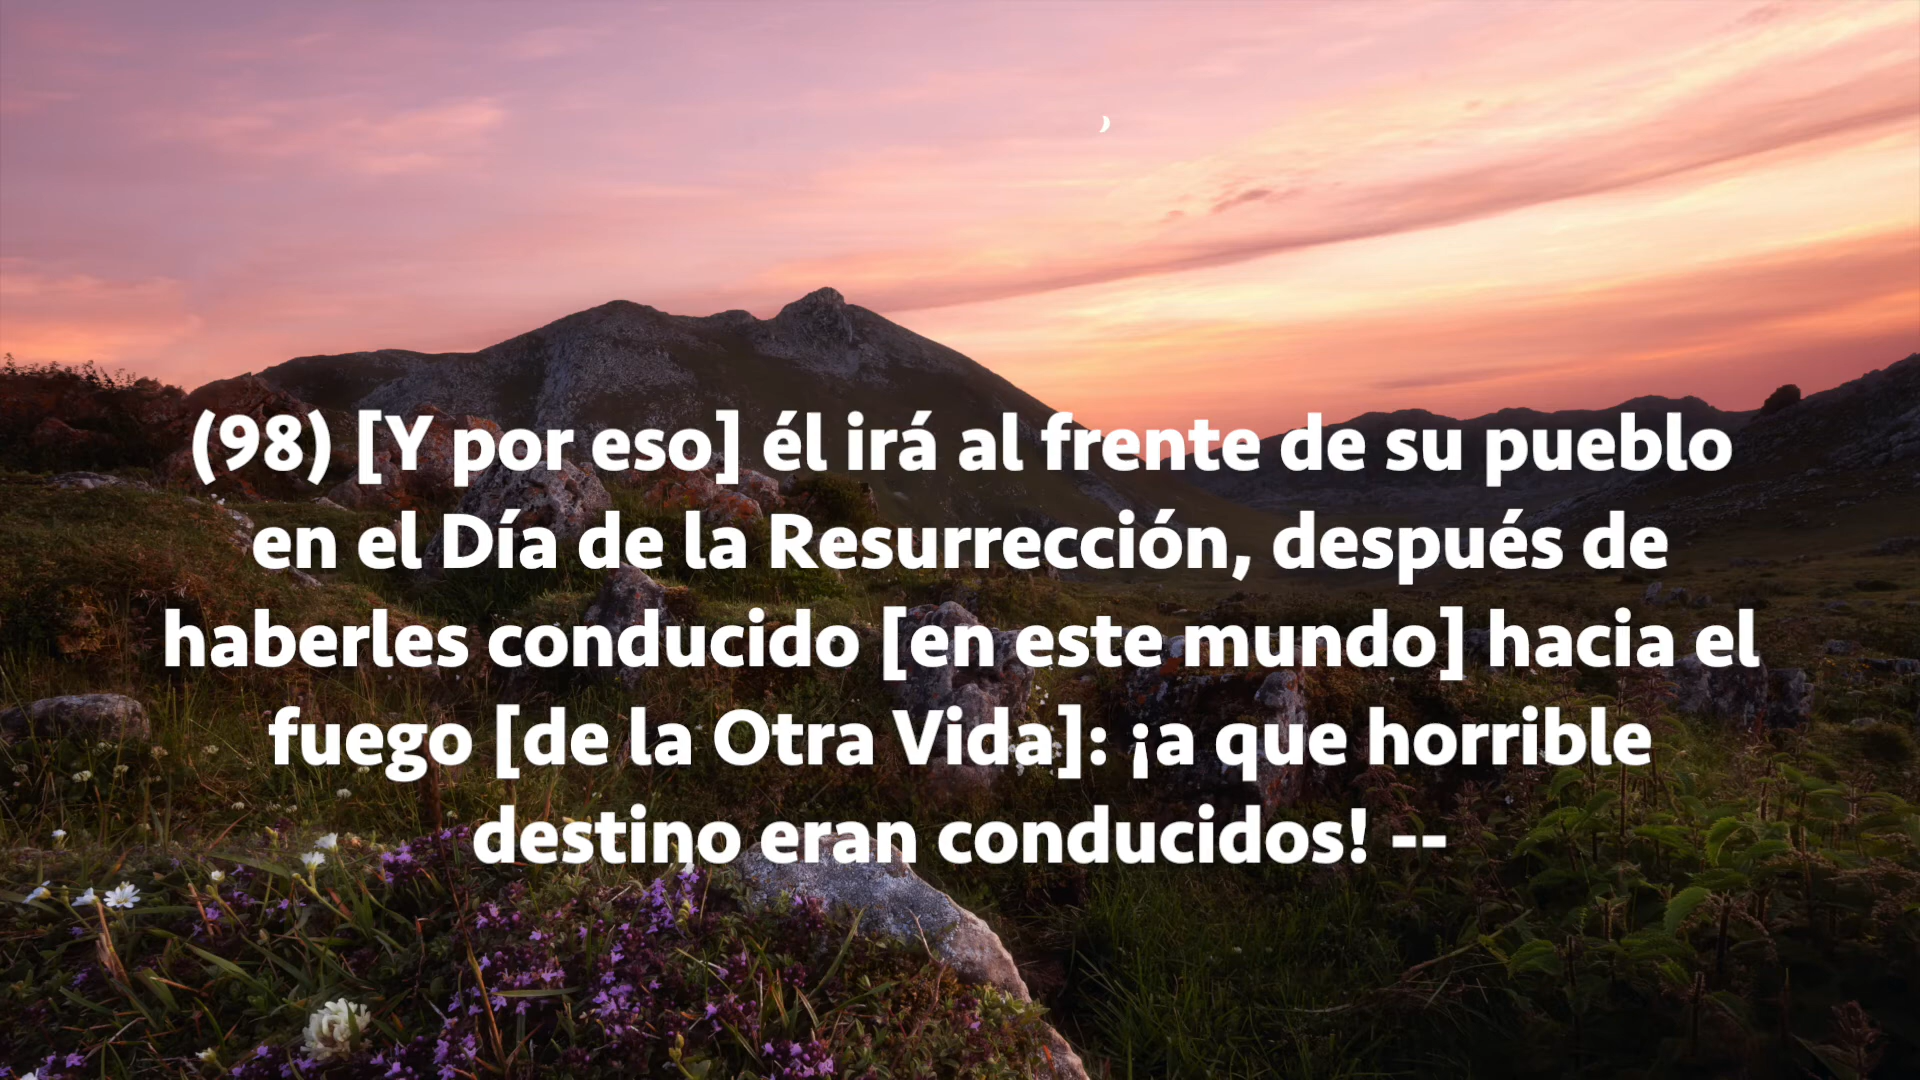 (98) [Y por eso] él irá al frente de su pueblo
en el Día de la Resurrección, después de
haberles conducido [en este mundo] hacia el
fuego [de la Otra Vida]: ¡a que horrible
destino eran conducidos! --